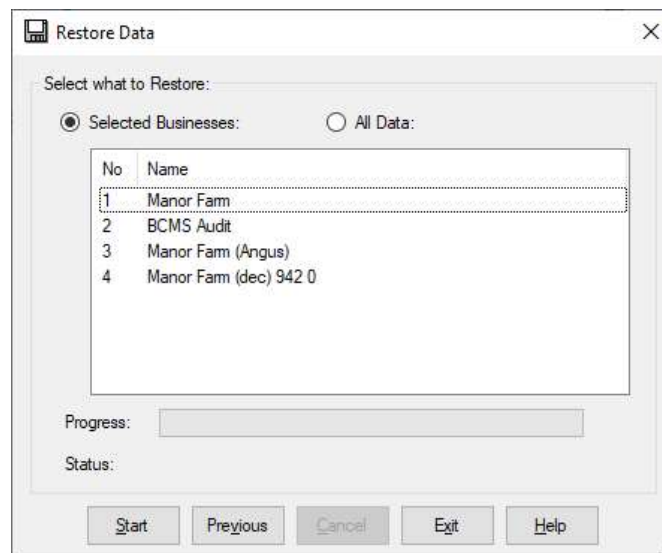 Restore Data
Select what to Restore:
Selected Businesses: All Data:
No Name
1 Manor Farm
2 BCMS Audit
3 Manor Farm (Angus)
4 Manor Farm (dec) 942 0
Progress:
Status:
Start Previous Cancel Exit Help